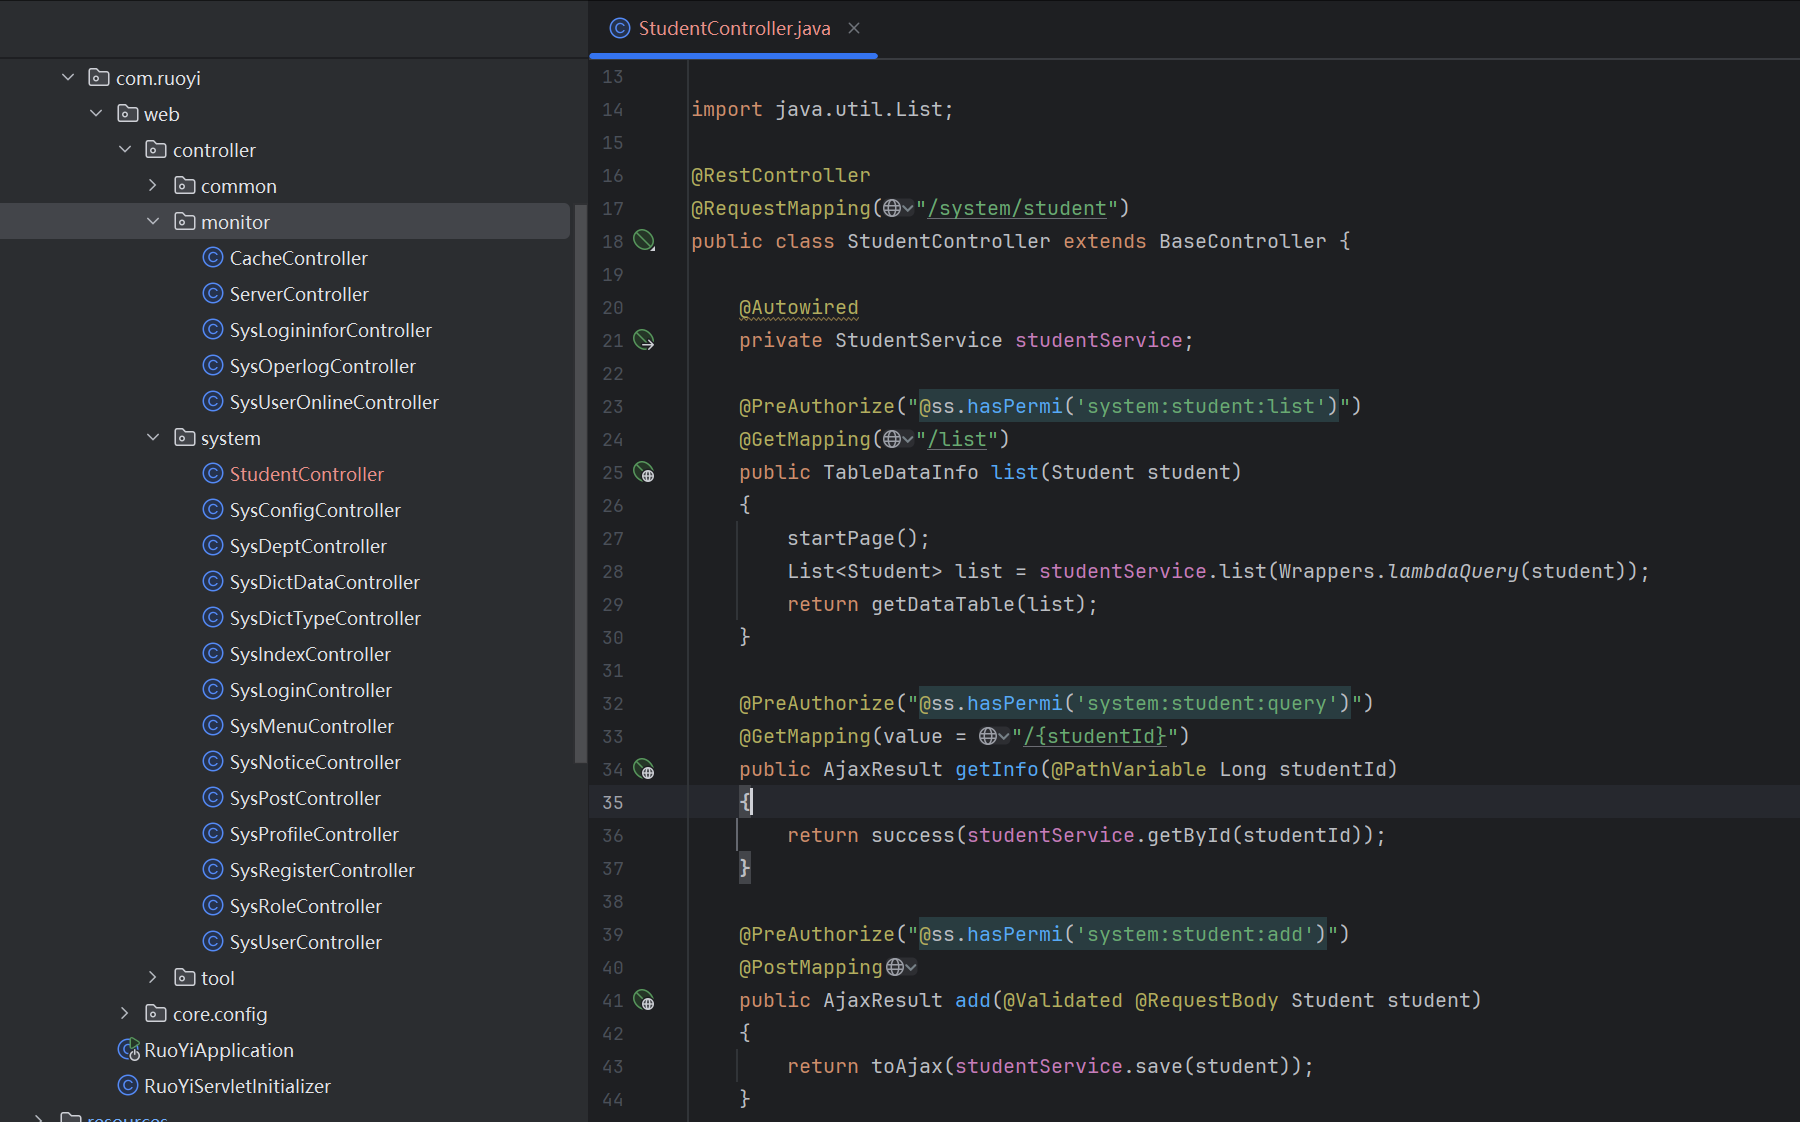 com.ruoyi
web
controller
common
monitor
CacheController
ServerController
SysLogininforController
SysOperlogController
SysUserOnlineController
system
StudentController
SysConfigController
SysDeptController
SysDictDataController
SysDictTypeController
SysIndexController
SysLoginController
SysMenuController
SysNoticeController
SysPostController
SysProfileController
SysRegisterController
SysRoleController
SysUserController
tool
core.config
RuoYiApplication
RuoYiServletInitializer
resources
StudentController.java
13
14 import java.util.List;
15
16 @RestController
17 @RequestMapping("/system/student")
18 public class StudentController extends BaseController {
19
20 @Autowired
21 private StudentService studentService;
22
23 @PreAuthorize("@ss.hasPermi('system:student:list')")
24 @GetMapping("/list")
25 public TableDataInfo list(Student student)
26 {
27 startPage();
28 List<Student> list = studentService.list(Wrappers.lambdaQuery(student));
29 return getDataTable(list);
30 }
31
32 @PreAuthorize("@ss.hasPermi('system:student:query')")
33 @GetMapping(value = "/{studentId}")
34 public AjaxResult getInfo(@PathVariable Long studentId)
35 {
36 return success(studentService.getById(studentId));
37 }
38
39 @PreAuthorize("@ss.hasPermi('system:student:add')")
40 @PostMapping
41 public AjaxResult add(@Validated @RequestBody Student student)
42 {
43 return toAjax(studentService.save(student));
44 }